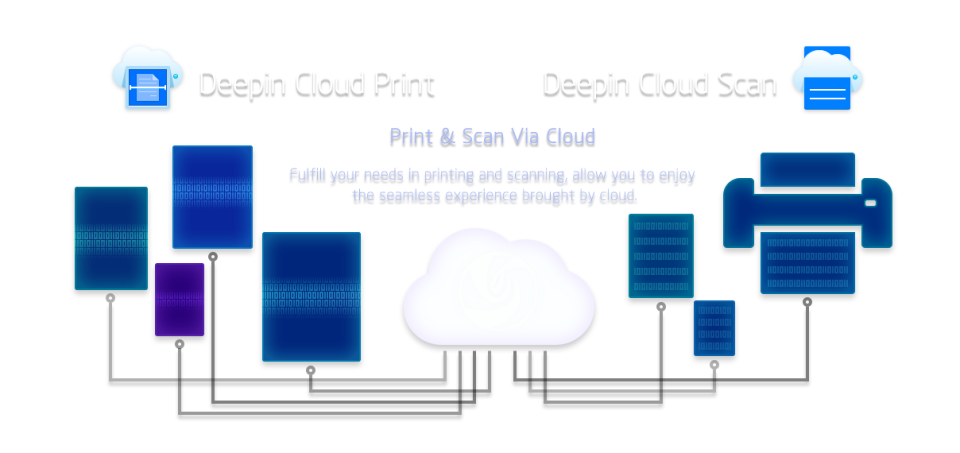 Deepin Cloud Print
Deepin Cloud Scan
Print & Scan Via Cloud
Fulfill your needs in printing and scanning, allow you to enjoy
the seamless experience brought by cloud.